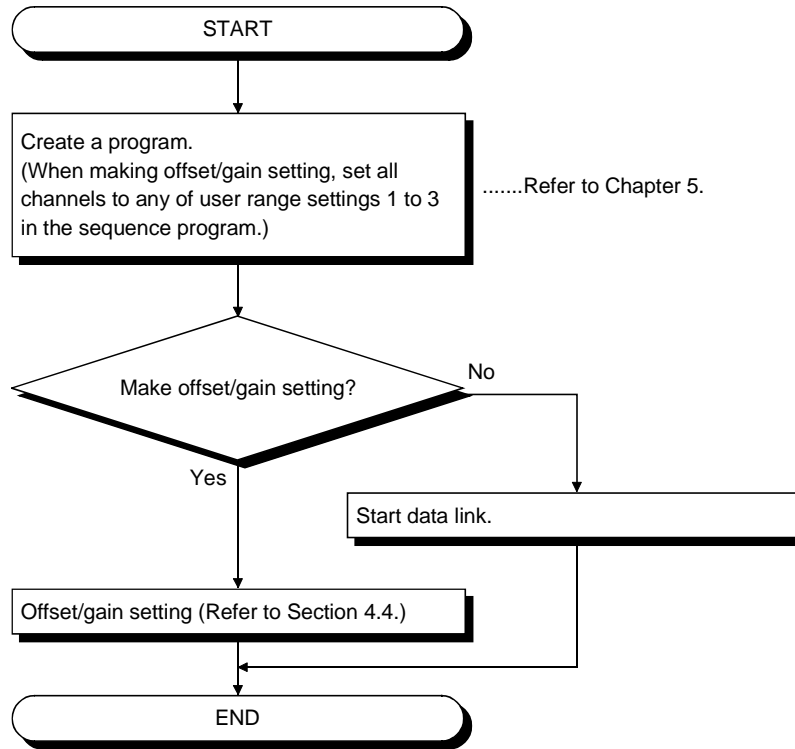 START
Create a program.
(When making offset/gain setting, set all
channels to any of user range settings 1 to 3
in the sequence program.)
.......Refer to Chapter 5.
Make offset/gain setting?
No
Yes
Start data link.
Offset/gain setting (Refer to Section 4.4.)
END